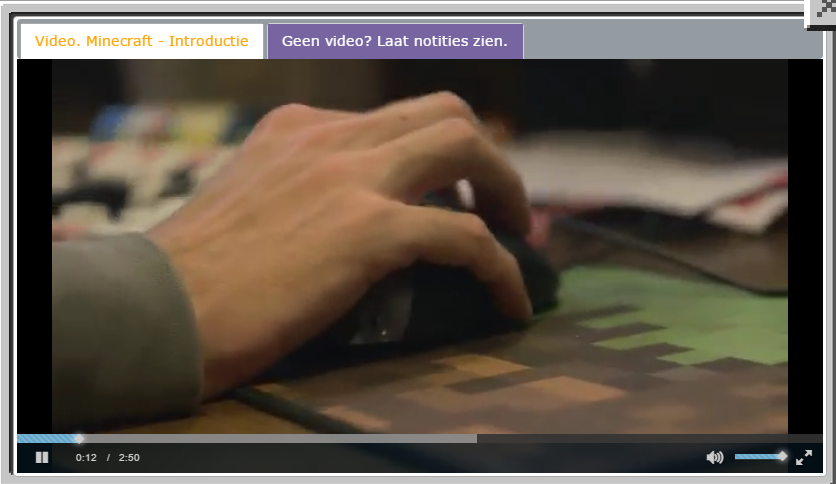 Video. Minecraft - Introductie
Geen video? Laat notities zien.
0:12 / 2:50